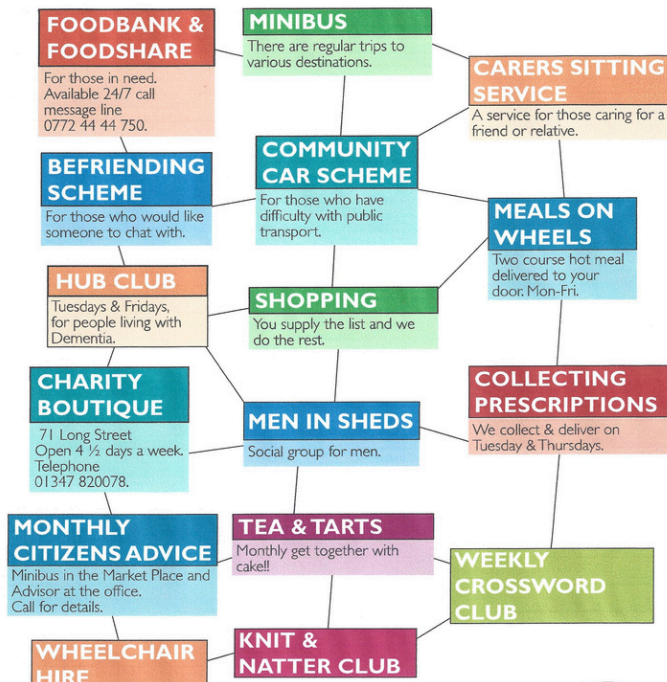 FOODBANK &
FOODSHARE
For those in need.
Available 24/7 call
message line
0772 44 44 750.
MINIBUS
There are regular trips to
various destinations.
CARERS SITTING
SERVICE
A service for those caring for a
friend or relative.
BEFRIENDING
SCHEME
For those who would like
someone to chat with.
COMMUNITY
CAR SCHEME
For those who have
difficulty with public
transport.
MEALS ON
WHEELS
Two course hot meal
delivered to your
door. Mon-Fri.
HUB CLUB
Tuesdays & Fridays,
for people living with
Dementia.
SHOPPING
You supply the list and we
do the rest.
CHARITY
BOUTIQUE
71 Long Street
Open 4 ½ days a week.
Telephone
01347 820078.
MEN IN SHEDS
Social group for men.
COLLECTING
PRESCRIPTIONS
We collect & deliver on
Tuesday & Thursdays.
MONTHLY
CITIZENS ADVICE
Minibus in the Market Place and
Advisor at the office.
Call for details.
TEA & TARTS
Monthly get together with
cake!!
WEEKLY
CROSSWORD
CLUB
WHEELCHAIR
HIRE
KNIT &
NATTER CLUB